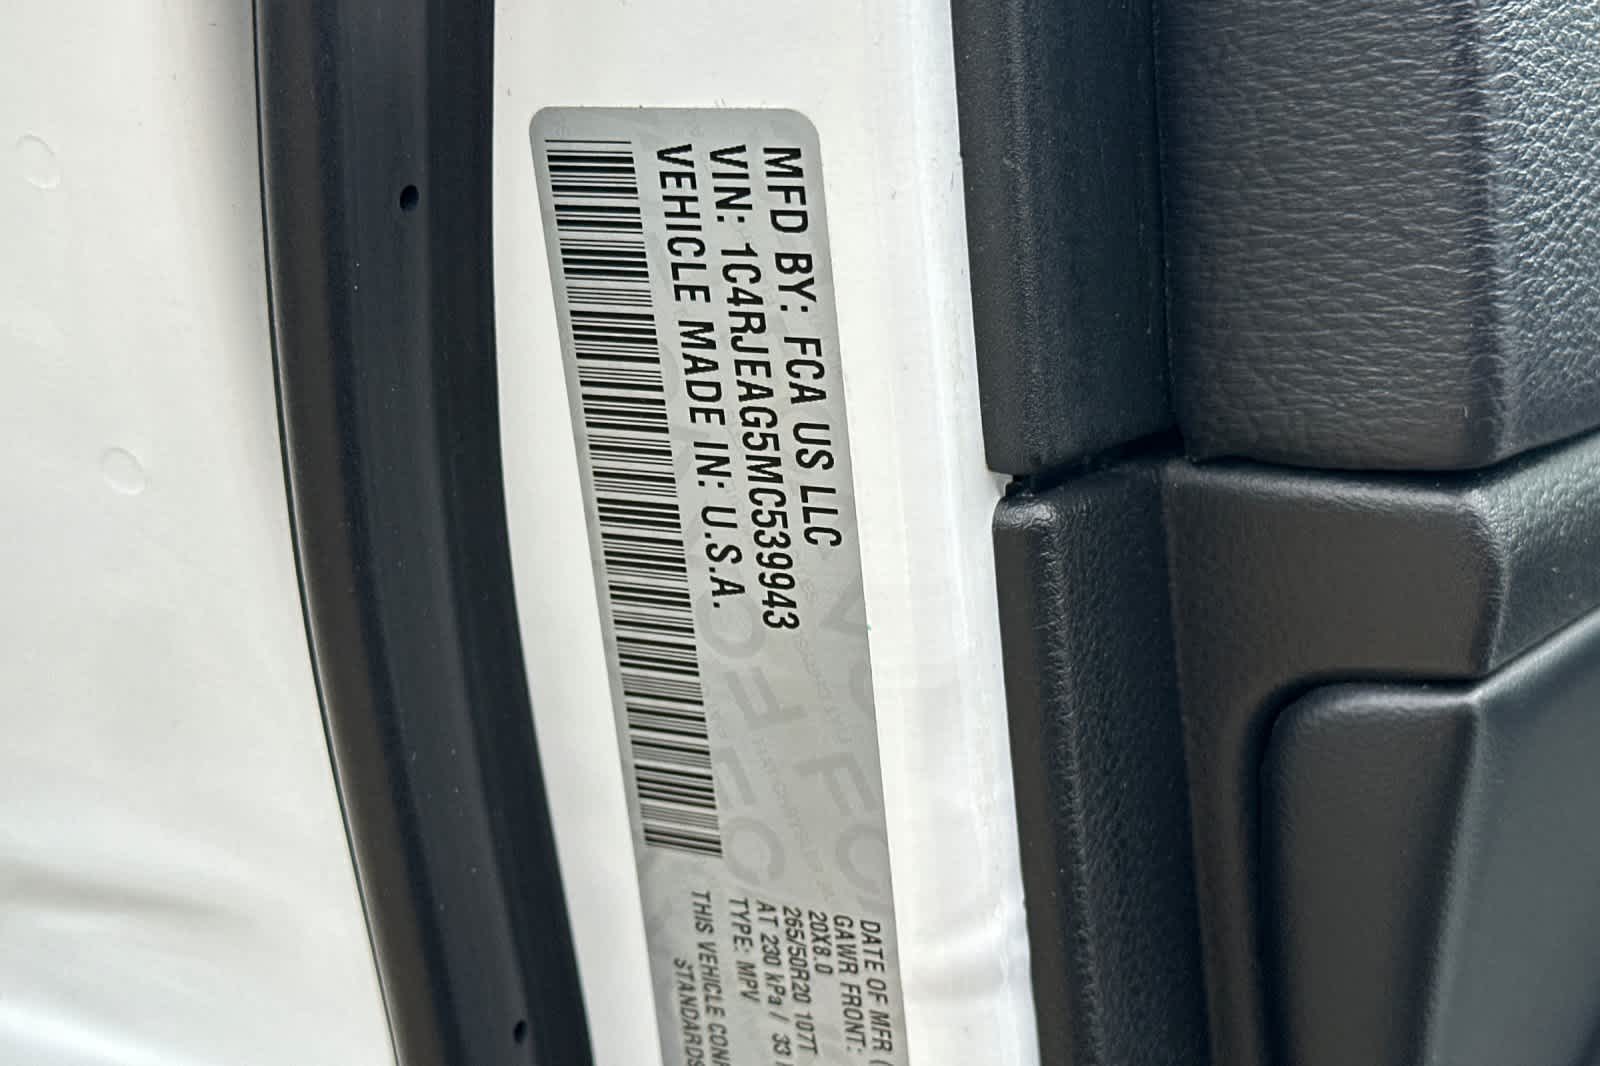 MFD BY: FCA US LLC
VIN: 1C4RJEAG5MC539943
VEHICLE MADE IN: U.S.A.
DATE OF MFR (
GAWR FRONT:
20X8.0
265/50R20 107T
AT 230 kPa / 33
TYPE: MPV
THIS VEHICLE CONF
STANDARDS